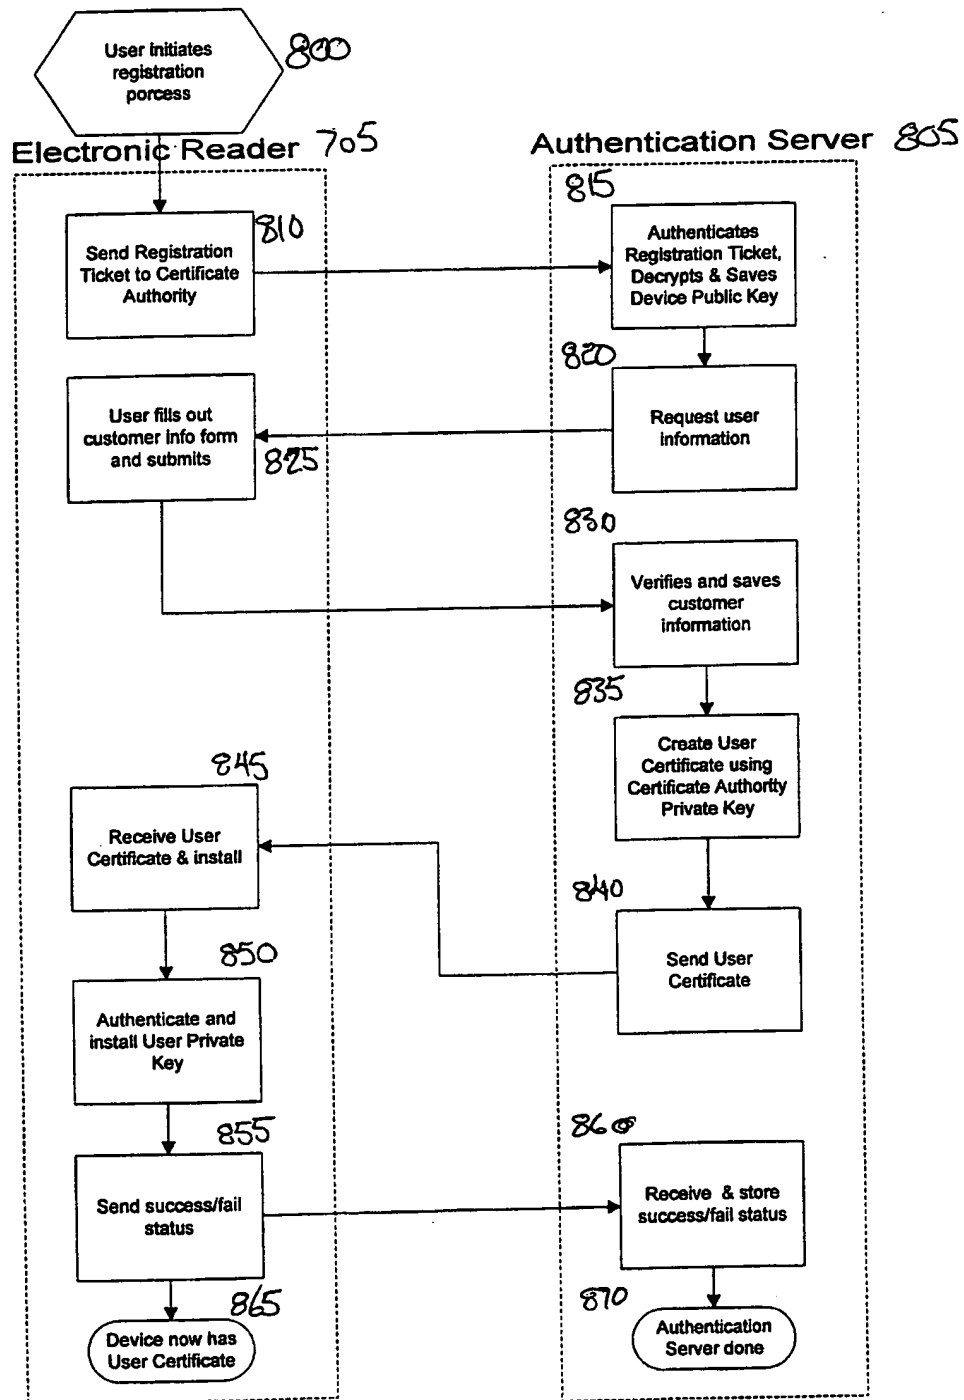 User initiates
registration
porcess
800
Electronic Reader 705
Authentication Server 805
810
Send Registration
Ticket to Certificate
Authority
815
Authenticates
Registration Ticket,
Decrypts & Saves
Device Public Key
820
Request user
information
User fills out
customer info form
and submits
825
830
Verifies and saves
customer
information
835
Create User
Certificate using
Certificate Authority
Private Key
840
Send User
Certificate
845
Receive User
Certificate & install
850
Authenticate and
install User Private
Key
855
Send success/fail
status
860
Receive & store
success/fail status
865
Device now has
User Certificate
870
Authentication
Server done